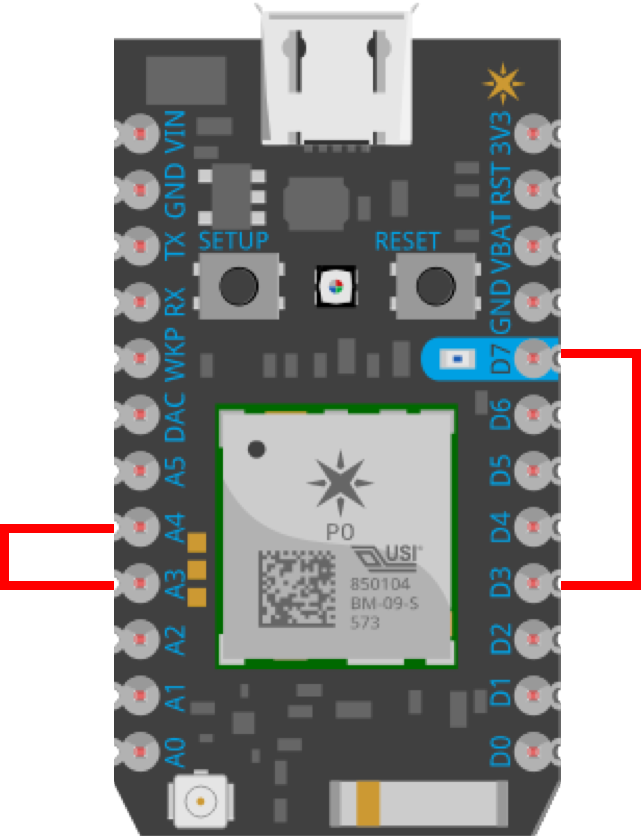 VIN
GND
TX
RX
WKP
DAC
A5
A4
A3
A2
A1
A0
SETUP
RESET
3V3
RST
VBAT
GND
D7
D6
D5
D4
D3
D2
D1
D0
P0
USI
850104
BM-09-S
573